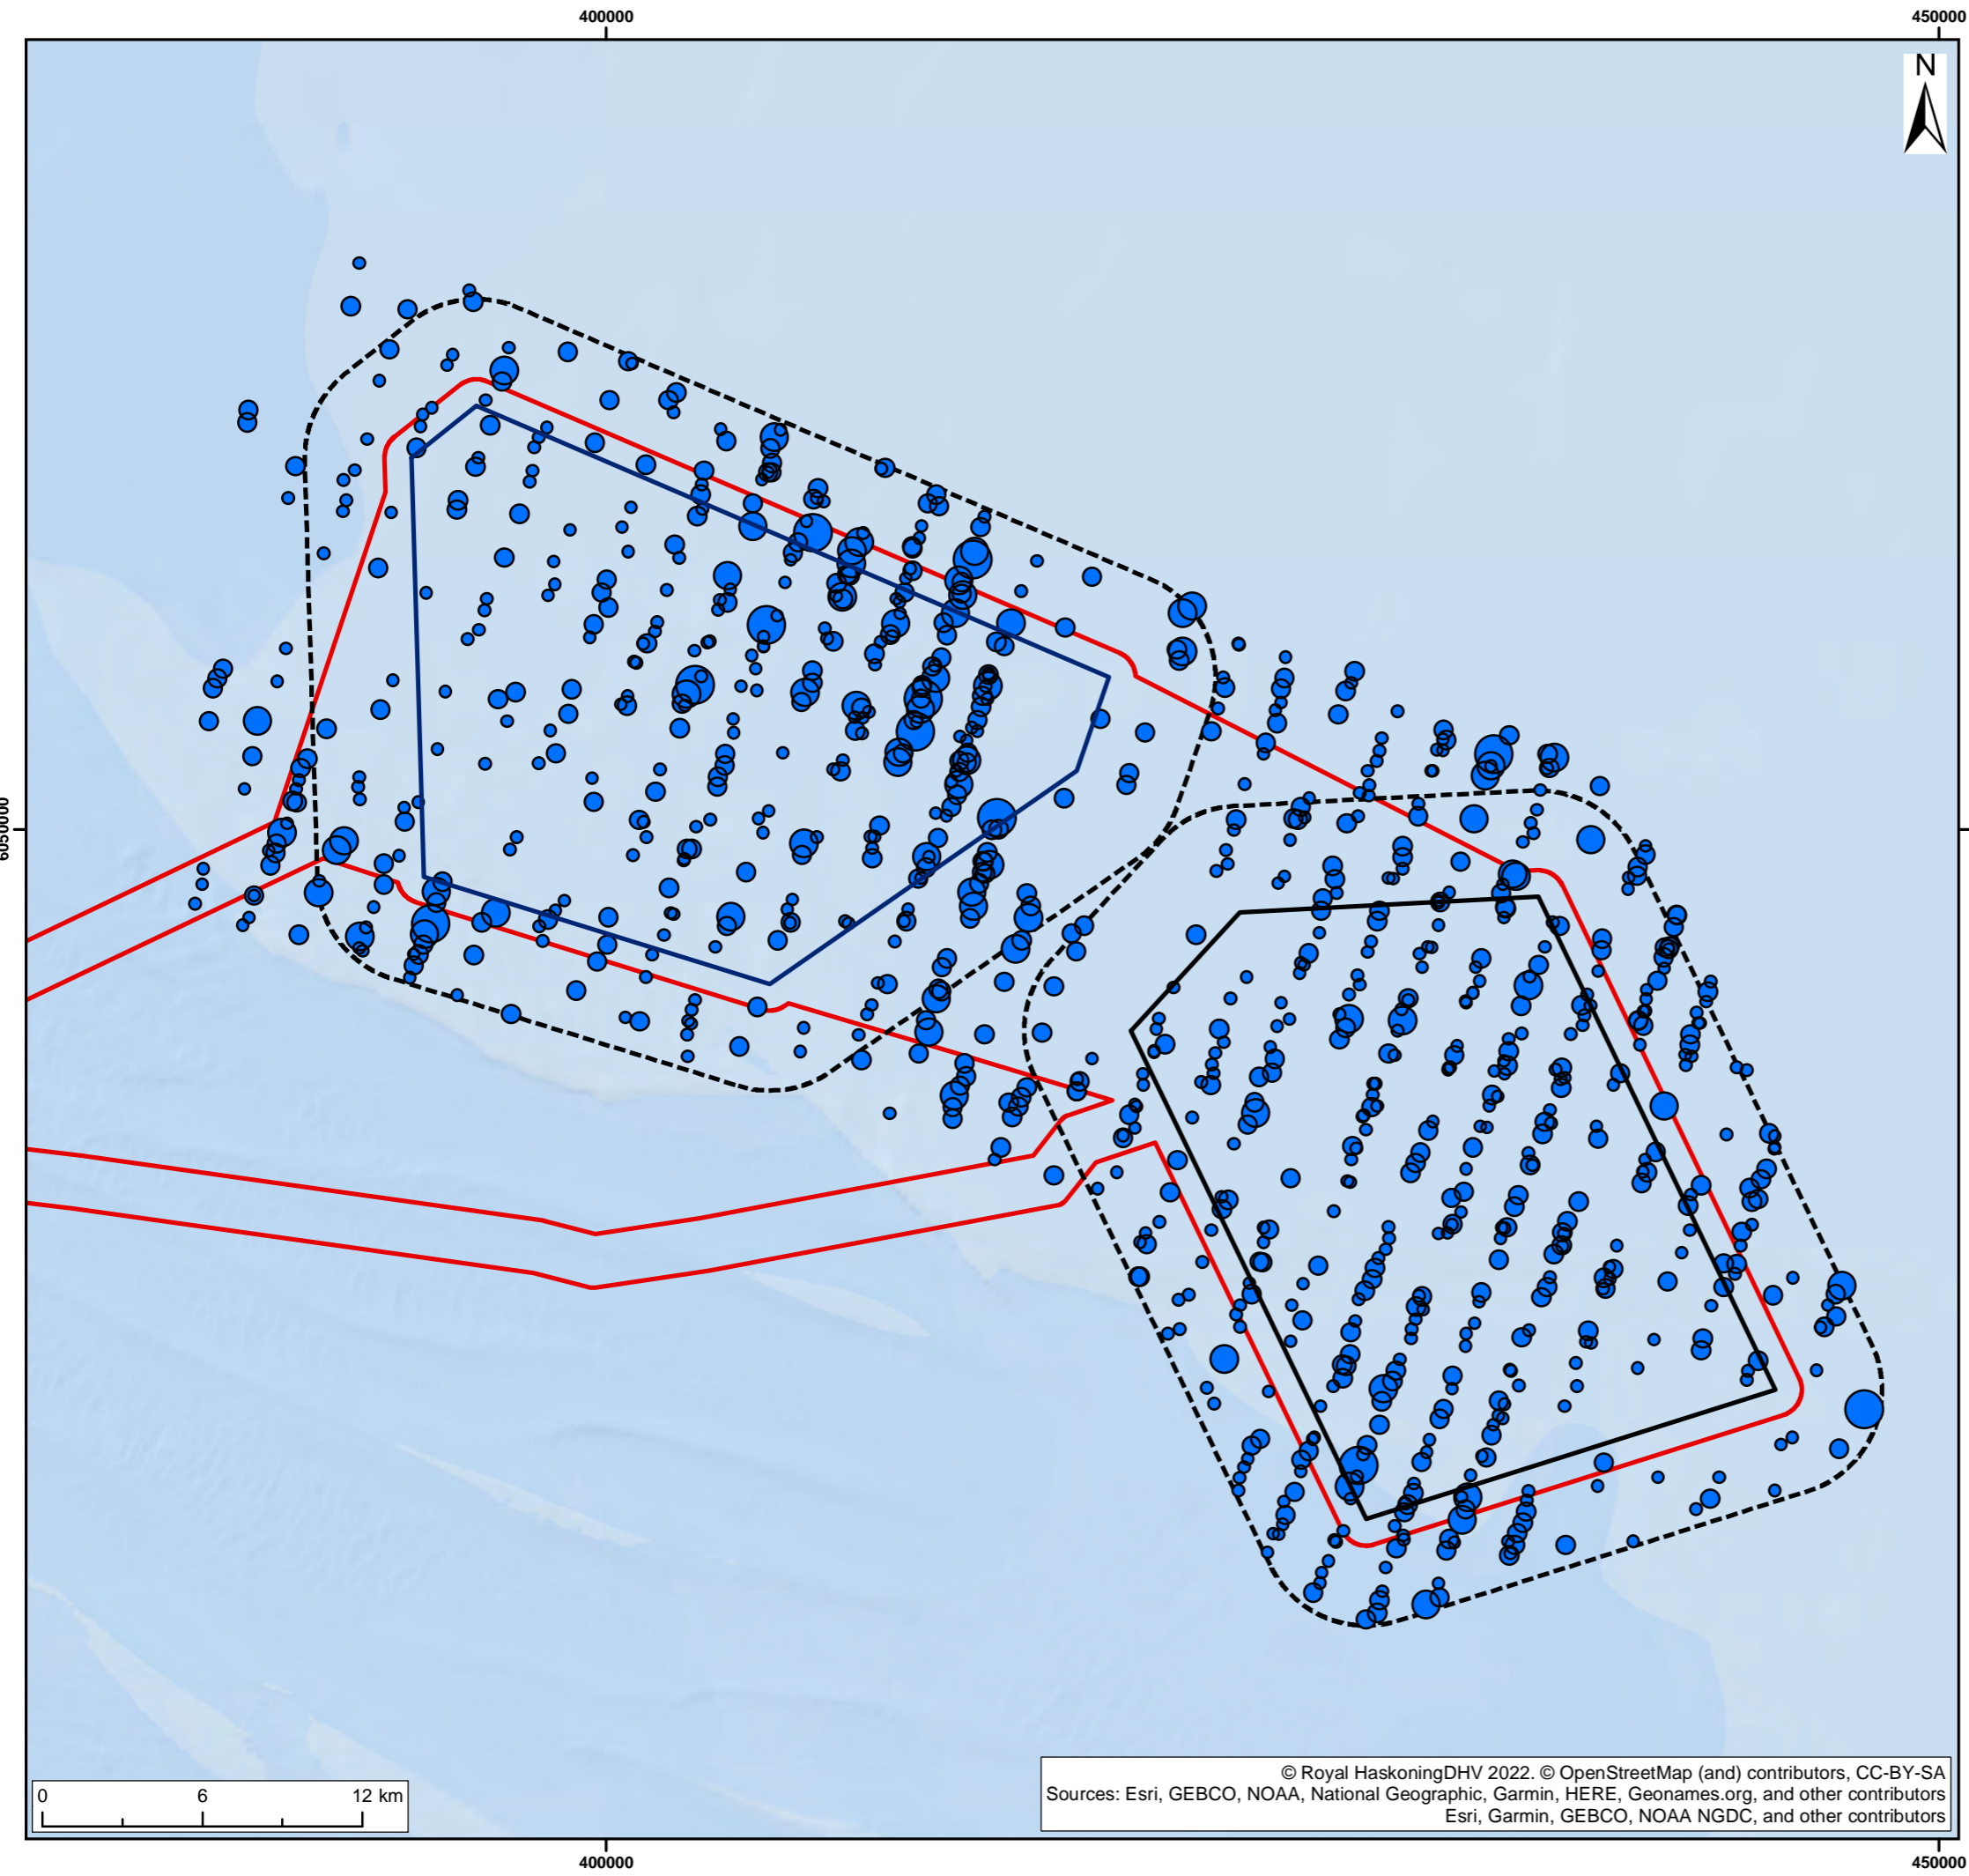 400000
450000
N
6050000
0
6
12 km
© Royal HaskoningDHV 2022. © OpenStreetMap (and) contributors, CC-BY-SA
Sources: Esri, GEBCO, NOAA, National Geographic, Garmin, HERE, Geonames.org, and other contributors
Esri, Garmin, GEBCO, NOAA NGDC, and other contributors
400000
450000